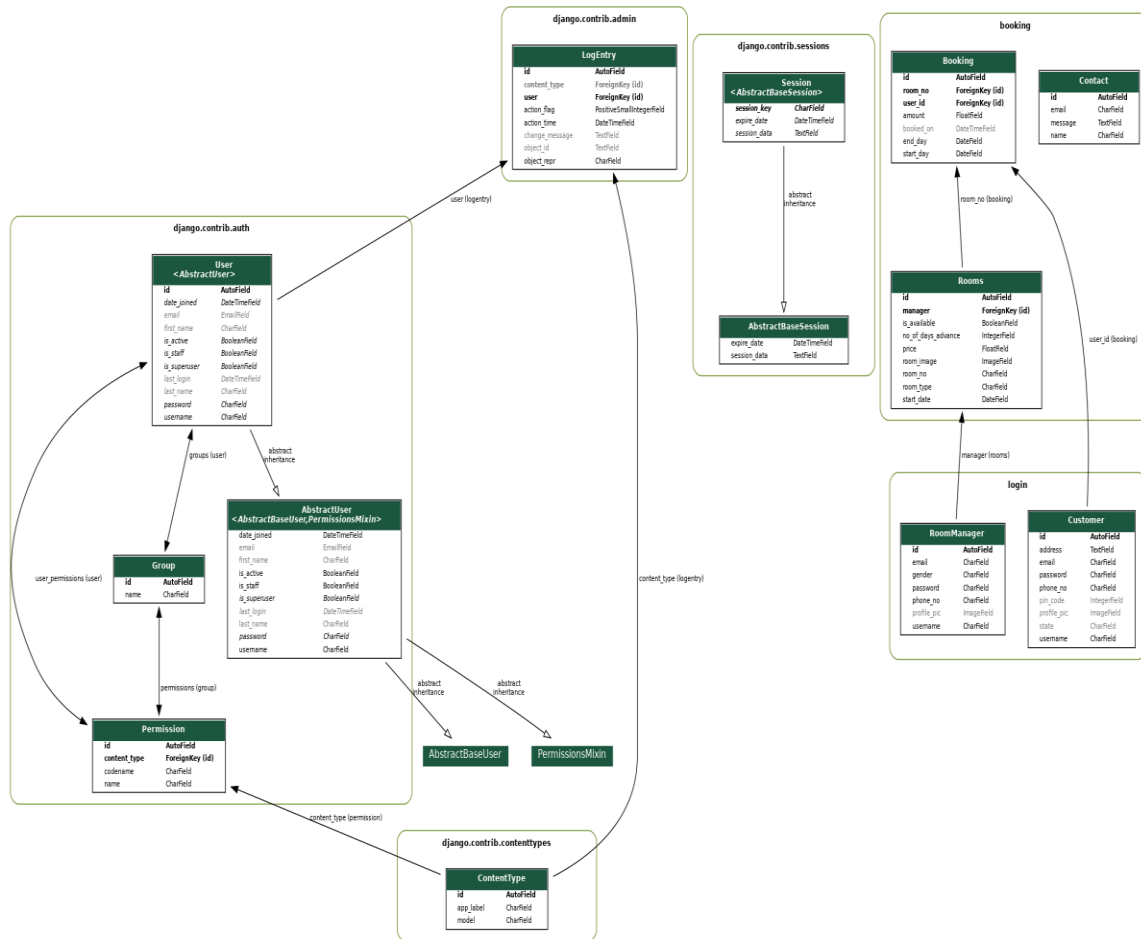 django.contrib.admin
LogEntry
id AutoField
content_type ForeignKey (id)
user ForeignKey (id)
action_flag PositiveSmallIntegerField
action_time DateTimeField
change_message TextField
object_id TextField
object_repr CharField
django.contrib.sessions
Session
<AbstractBaseSession>
session_key CharField
expire_date DateTimeField
session_data TextField
abstract
inheritance
AbstractBaseSession
expire_date DateTimeField
session_data TextField
booking
Booking
id AutoField
room_no ForeignKey (id)
user_id ForeignKey (id)
amount FloatField
booked_on DateTimeField
end_day DateField
start_day DateField
Contact
id AutoField
email CharField
message TextField
name CharField
room_no (booking)
user_id (booking)
Rooms
id AutoField
manager ForeignKey (id)
is_available BooleanField
no_of_days_advance IntegerField
price FloatField
room_image ImageField
room_no CharField
room_type CharField
start_date DateField
manager (rooms)
login
RoomManager
id AutoField
email CharField
gender CharField
password CharField
phone_no CharField
profile_pic ImageField
username CharField
Customer
id AutoField
address TextField
email CharField
password CharField
phone_no CharField
pin_code IntegerField
profile_pic ImageField
state CharField
username CharField
user (logentry)
django.contrib.auth
User
<AbstractUser>
id AutoField
date_joined DateTimeField
email EmailField
first_name CharField
is_active BooleanField
is_staff BooleanField
is_superuser BooleanField
last_login DateTimeField
last_name CharField
password CharField
username CharField
groups (user)
abstract
inheritance
AbstractUser
<AbstractBaseUser,PermissionsMixin>
date_joined DateTimeField
email EmailField
first_name CharField
is_active BooleanField
is_staff BooleanField
is_superuser BooleanField
last_login DateTimeField
last_name CharField
password CharField
username CharField
Group
id AutoField
name CharField
user_permissions (user)
content_type (logentry)
permissions (group)
abstract
inheritance
abstract
inheritance
Permission
id AutoField
content_type ForeignKey (id)
codename CharField
name CharField
AbstractBaseUser
PermissionsMixin
content_type (permission)
django.contrib.contenttypes
ContentType
id AutoField
app_label CharField
model CharField